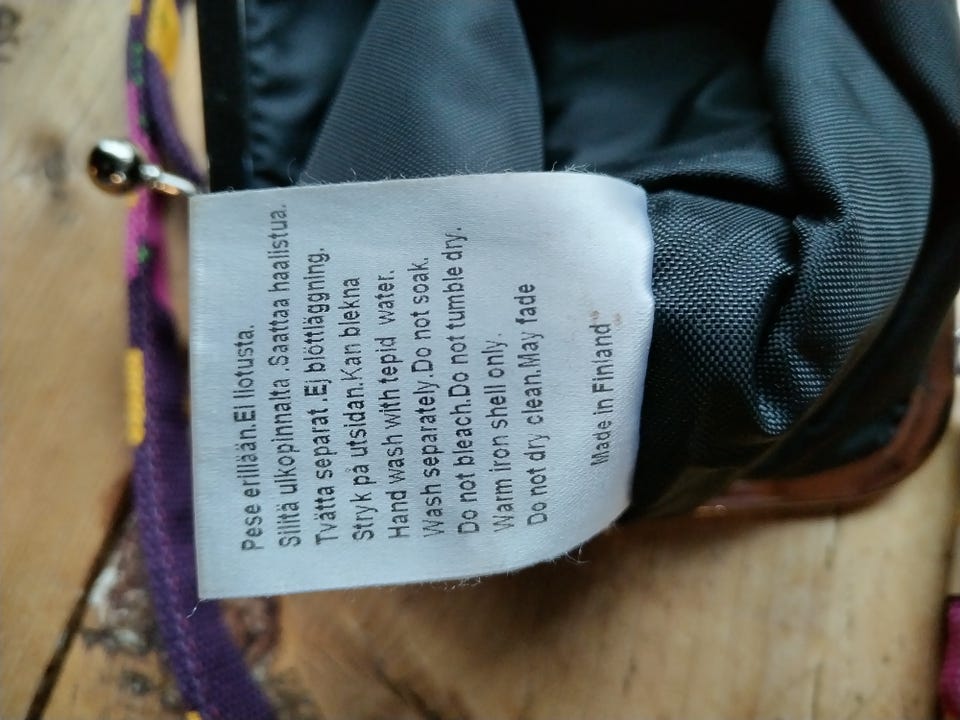 Pese erillään.Ei liotusta.
Silitä ulkopinnalta .Saattaa haalistua.
Tvätta separat .Ej blötläggning.
Stryk på utsidan.Kan blekna
Hand wash with tepid water.
Wash separately.Do not soak.
Do not bleach.Do not tumble dry.
Warm iron shell only.
Do not dry clean.May fade
Made in Finland